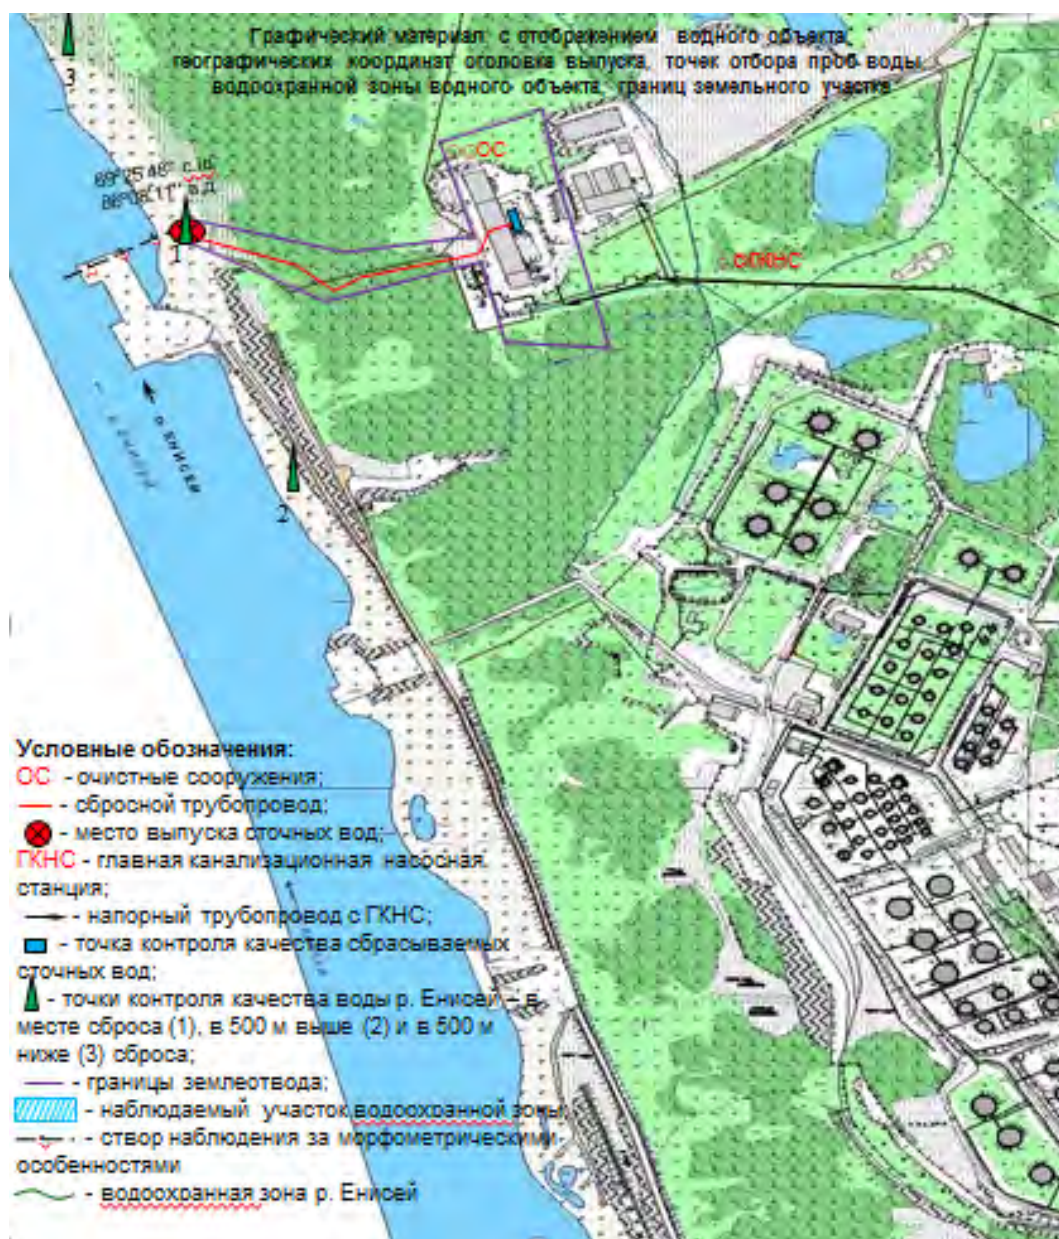 Графический материал с отображением водного объекта,
географических координат оголовка выпуска, точек отбора проб воды,
водоохранной зоны водного объекта, границ земельного участка
3
с.ш.
в.д.
1
ОС
ГКНС
р. ЕНИСЕЙ
2
Условные обозначения:
ОС - очистные сооружения;
- сбросной трубопровод;
- место выпуска сточных вод;
ГКНС - главная канализационная насосная
станция;
- напорный трубопровод с ГКНС;
- точка контроля качества сбрасываемых
сточных вод;
- точки контроля качества воды р. Енисей – в
месте сброса (1), в 500 м выше (2) и в 500 м
ниже (3) сброса;
- границы землеотвода;
- наблюдаемый участок водоохранной зоны;
- створ наблюдения за морфометрическими
особенностями
- водоохранная зона р. Енисей